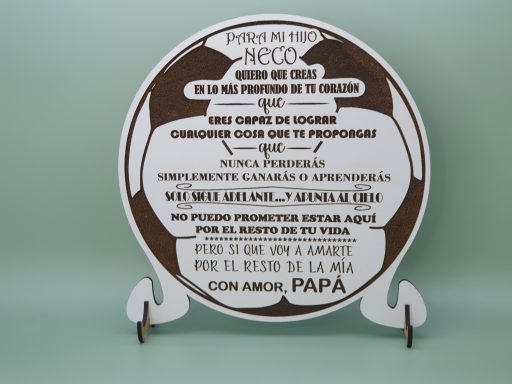 PARA MI HIJO
NECO
QUIERO QUE CREAS
EN LO MÁS PROFUNDO DE TU CORAZÓN
que
ERES CAPAZ DE LOGRAR
CUALQUIER COSA QUE TE PROPONGAS
que
NUNCA PERDERÁS
SIMPLEMENTE GANARÁS O APRENDERÁS
SOLO SIGUE ADELANTE...Y APUNTA AL CIELO
NO PUEDO PROMETER ESTAR AQUÍ
POR EL RESTO DE TU VIDA
********************************
PERO SI QUE VOY A AMARTE
POR EL RESTO DE LA MÍA
CON AMOR, PAPÁ